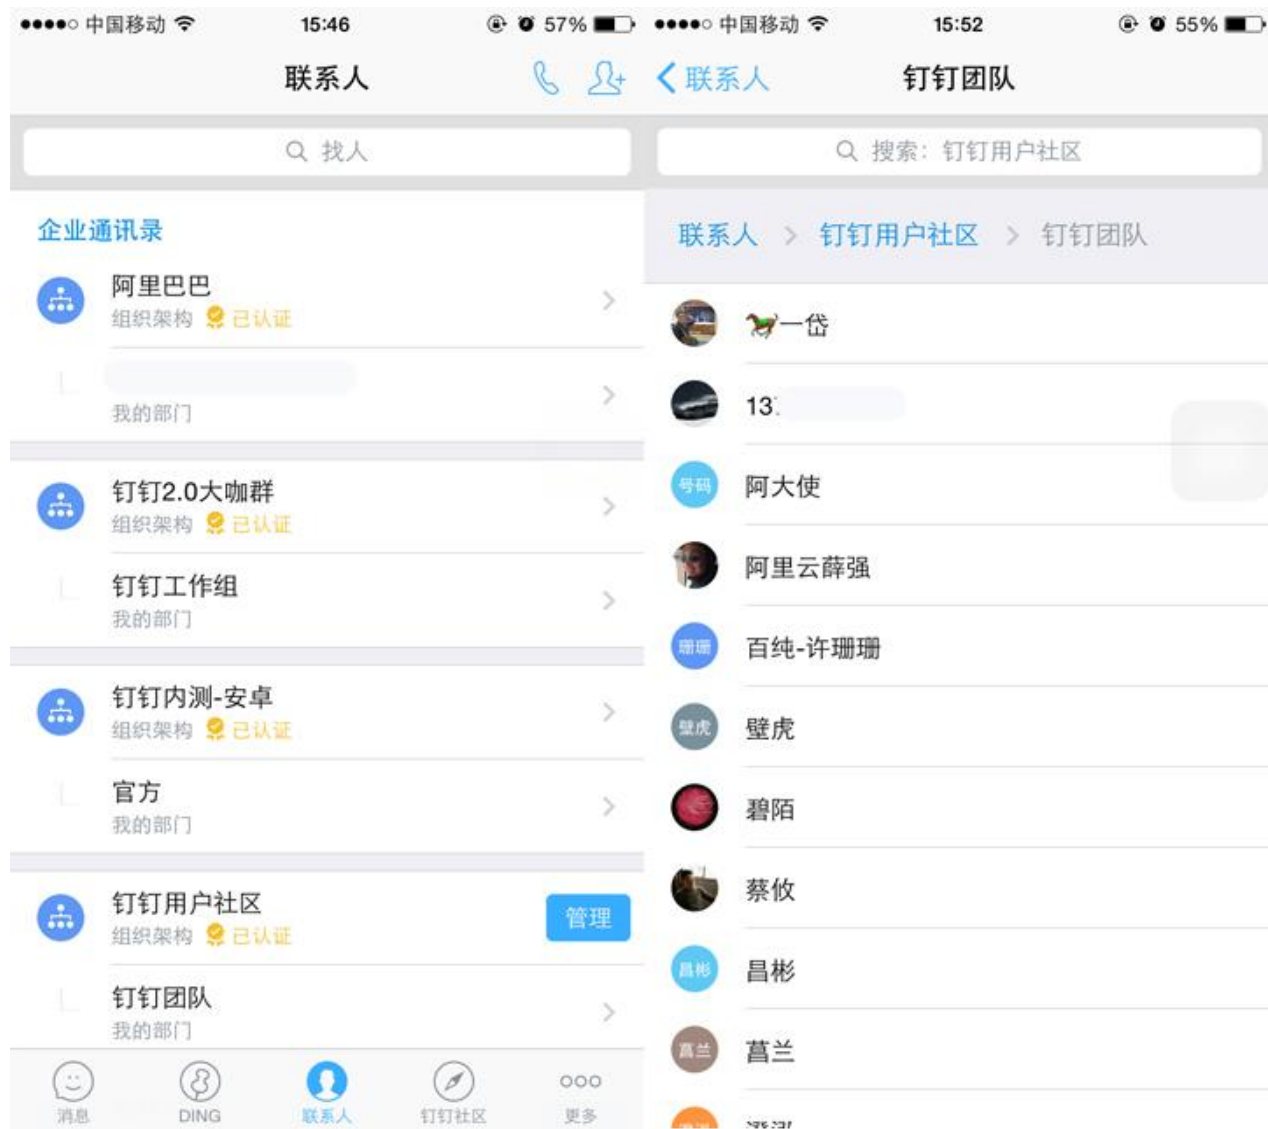 中国移动 15:46 57%
联系人
找人
企业通讯录
阿里巴巴
组织架构 已认证
我的部门
钉钉2.0大咖群
组织架构 已认证
钉钉工作组
我的部门
钉钉内测-安卓
组织架构 已认证
官方
我的部门
钉钉用户社区
组织架构 已认证
管理
钉钉团队
我的部门
消息 DING 联系人 钉钉社区 更多
中国移动 15:52 55%
联系人 钉钉团队
搜索：钉钉用户社区
联系人 > 钉钉用户社区 > 钉钉团队
一岱
13
号码 阿大使
阿里云薛强
珊珊 百纯-许珊珊
壁虎 壁虎
碧陌
蔡攸
昌彬 昌彬
菖兰 菖兰